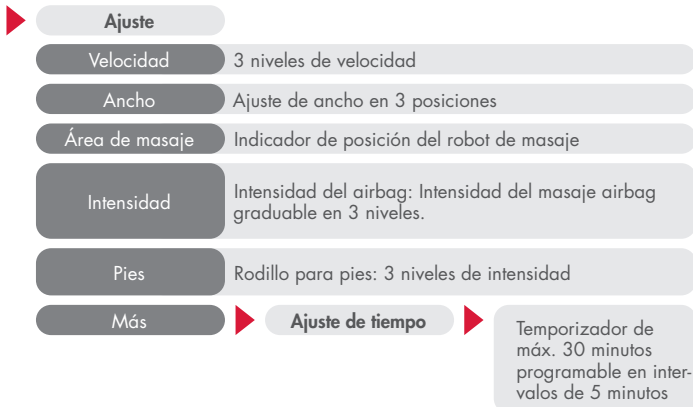 Ajuste
Velocidad 3 niveles de velocidad
Ancho Ajuste de ancho en 3 posiciones
Área de masaje Indicador de posición del robot de masaje
Intensidad Intensidad del airbag: Intensidad del masaje airbag
graduable en 3 niveles.
Pies Rodillo para pies: 3 niveles de intensidad
Más Ajuste de tiempo Temporizador de
máx. 30 minutos
programable en inter-
valos de 5 minutos